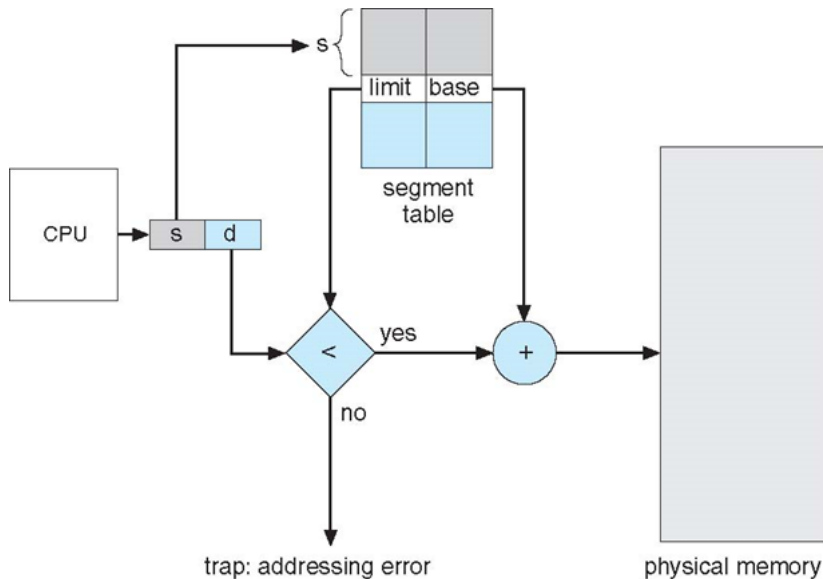 s
limit base
segment
table
CPU
s d
<
yes
+
no
trap: addressing error
physical memory